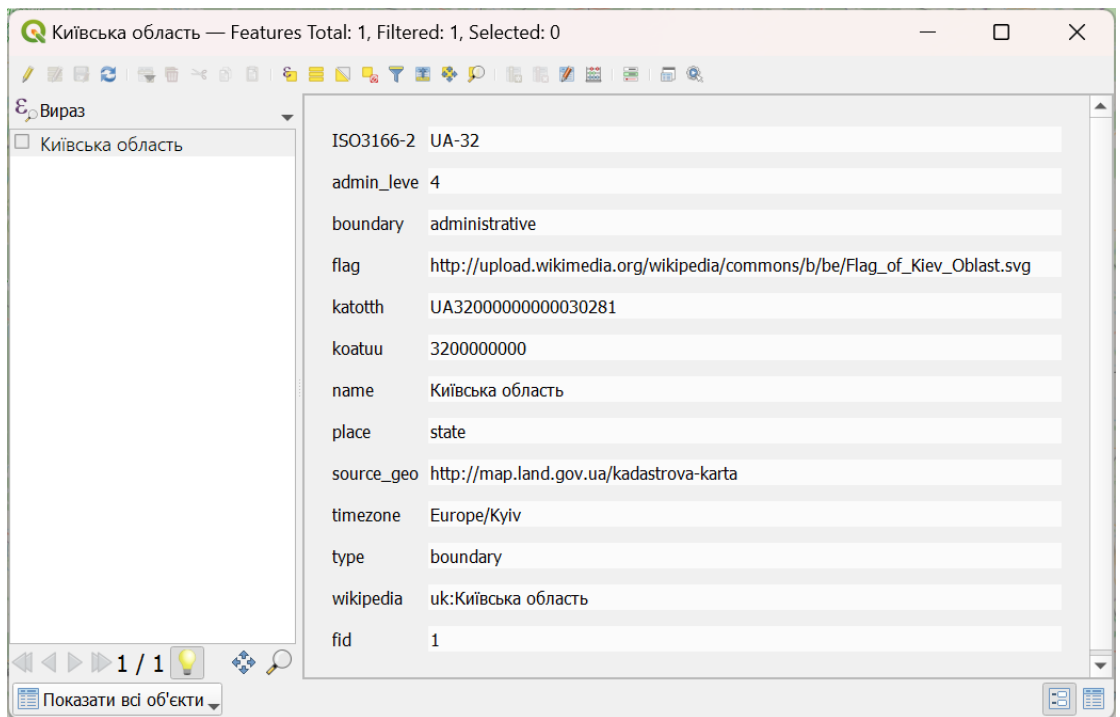 Київська область — Features Total: 1, Filtered: 1, Selected: 0
Вираз
Київська область
ISO3166-2 UA-32
admin_leve 4
boundary administrative
flag http://upload.wikimedia.org/wikipedia/commons/b/be/Flag_of_Kiev_Oblast.svg
katotth UA32000000000030281
koatuu 3200000000
name Київська область
place state
source_geo http://map.land.gov.ua/kadastrova-karta
timezone Europe/Kyiv
type boundary
wikipedia uk:Київська область
fid 1
1 / 1
Показати всі об'єкти